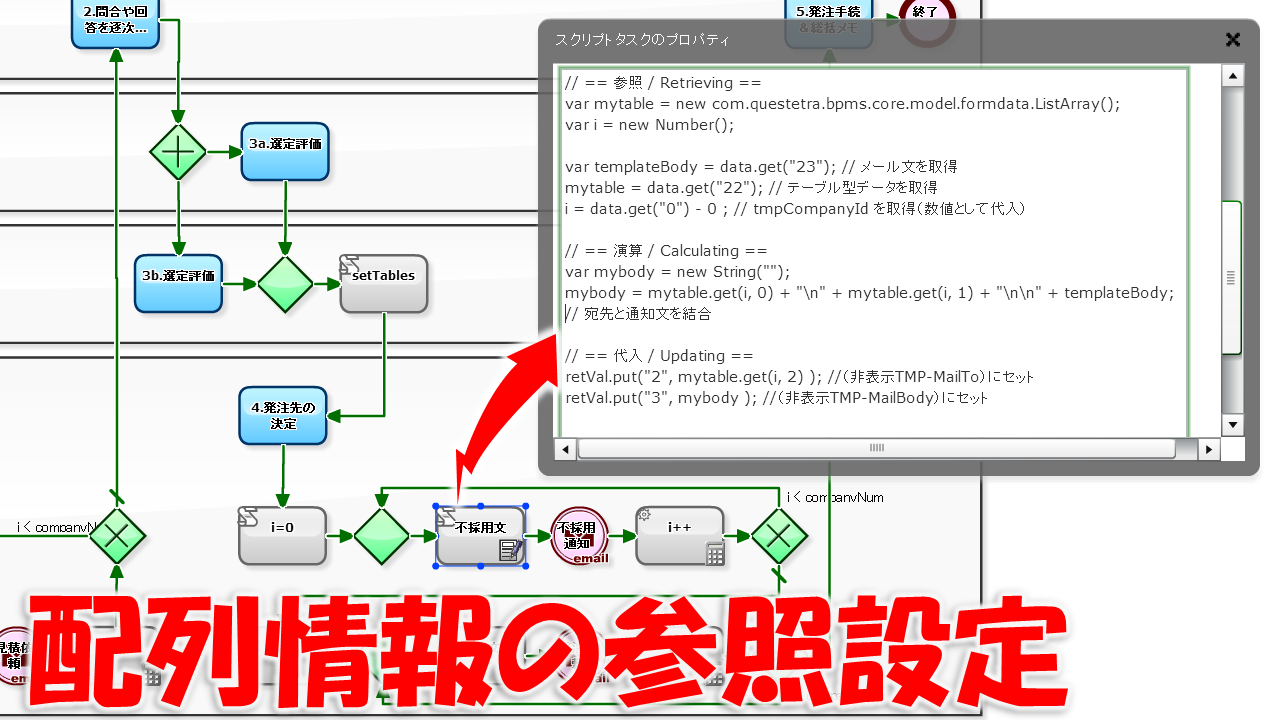 2.問合や回
答を逐次...
5.発注手続
&総括メモ
終了
スクリプトタスクのプロパティ
// == 参照 / Retrieving ==
var mytable = new com.questetra.bpms.core.model.formdata.ListArray();
var i = new Number();
var templateBody = data.get("23"); // メール文を取得
mytable = data.get("22"); // テーブル型データを取得
i = data.get("0") - 0 ; // tmpCompanyId を取得(数値として代入)
// == 演算 / Calculating ==
var mybody = new String("");
mybody = mytable.get(i, 0) + "\n" + mytable.get(i, 1) + "\n\n" + templateBody;
// 宛先と通知文を結合
// == 代入 / Updating ==
retVal.put("2", mytable.get(i, 2) ); //(非表示TMP-MailTo)にセット
retVal.put("3", mybody ); //(非表示TMP-MailBody)にセット
3a.選定評価
3b.選定評価
setTables
4.発注先の
決定
i < companyN
i < companyNum
i=0
不採用文
不採用
通知
email
i++
配列情報の参照設定